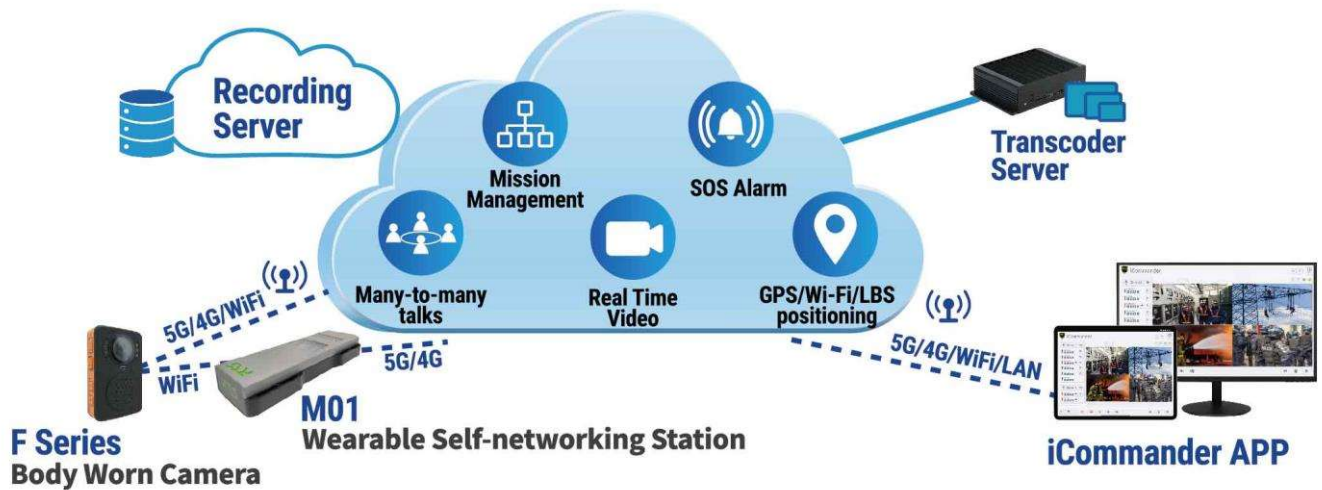 Recording
Server
Mission
Management
SOS Alarm
Transcoder
Server
Many-to-many
talks
Real Time
Video
GPS/Wi-Fi/LBS
positioning
5G/4G/WiFi
WiFi
5G/4G
5G/4G/WiFi/LAN
F Series
Body Worn Camera
M01
Wearable Self-networking Station
iCommander
iCommander
iCommander APP